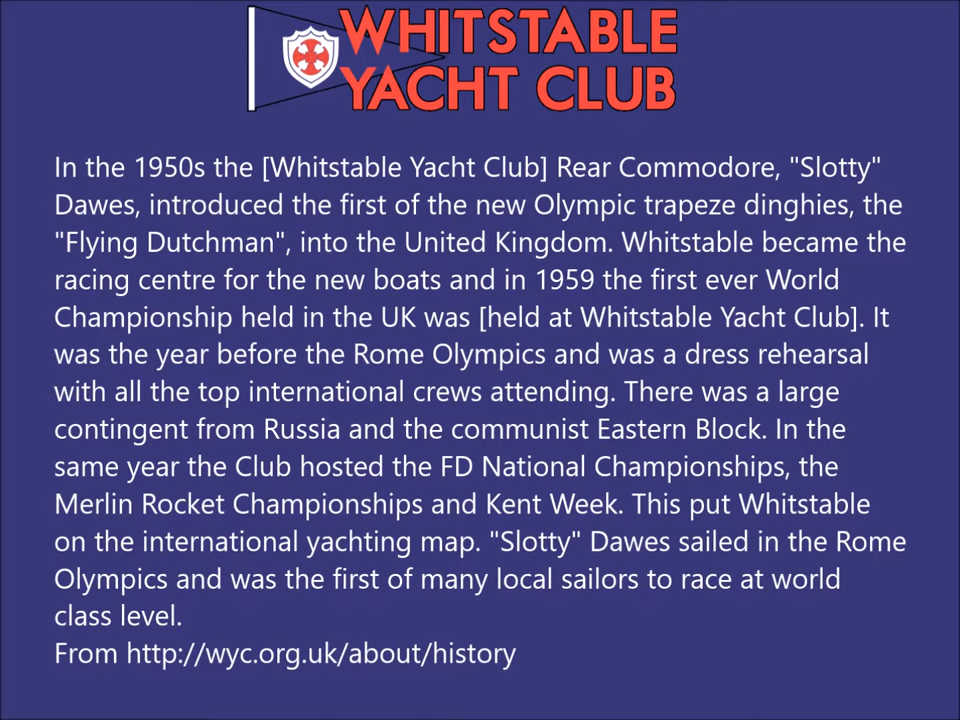 WHITSTABLE
YACHT CLUB
In the 1950s the [Whitstable Yacht Club] Rear Commodore, "Slotty"
Dawes, introduced the first of the new Olympic trapeze dinghies, the
"Flying Dutchman", into the United Kingdom. Whitstable became the
racing centre for the new boats and in 1959 the first ever World
Championship held in the UK was [held at Whitstable Yacht Club]. It
was the year before the Rome Olympics and was a dress rehearsal
with all the top international crews attending. There was a large
contingent from Russia and the communist Eastern Block. In the
same year the Club hosted the FD National Championships, the
Merlin Rocket Championships and Kent Week. This put Whitstable
on the international yachting map. "Slotty" Dawes sailed in the Rome
Olympics and was the first of many local sailors to race at world
class level.
From http://wyc.org.uk/about/history